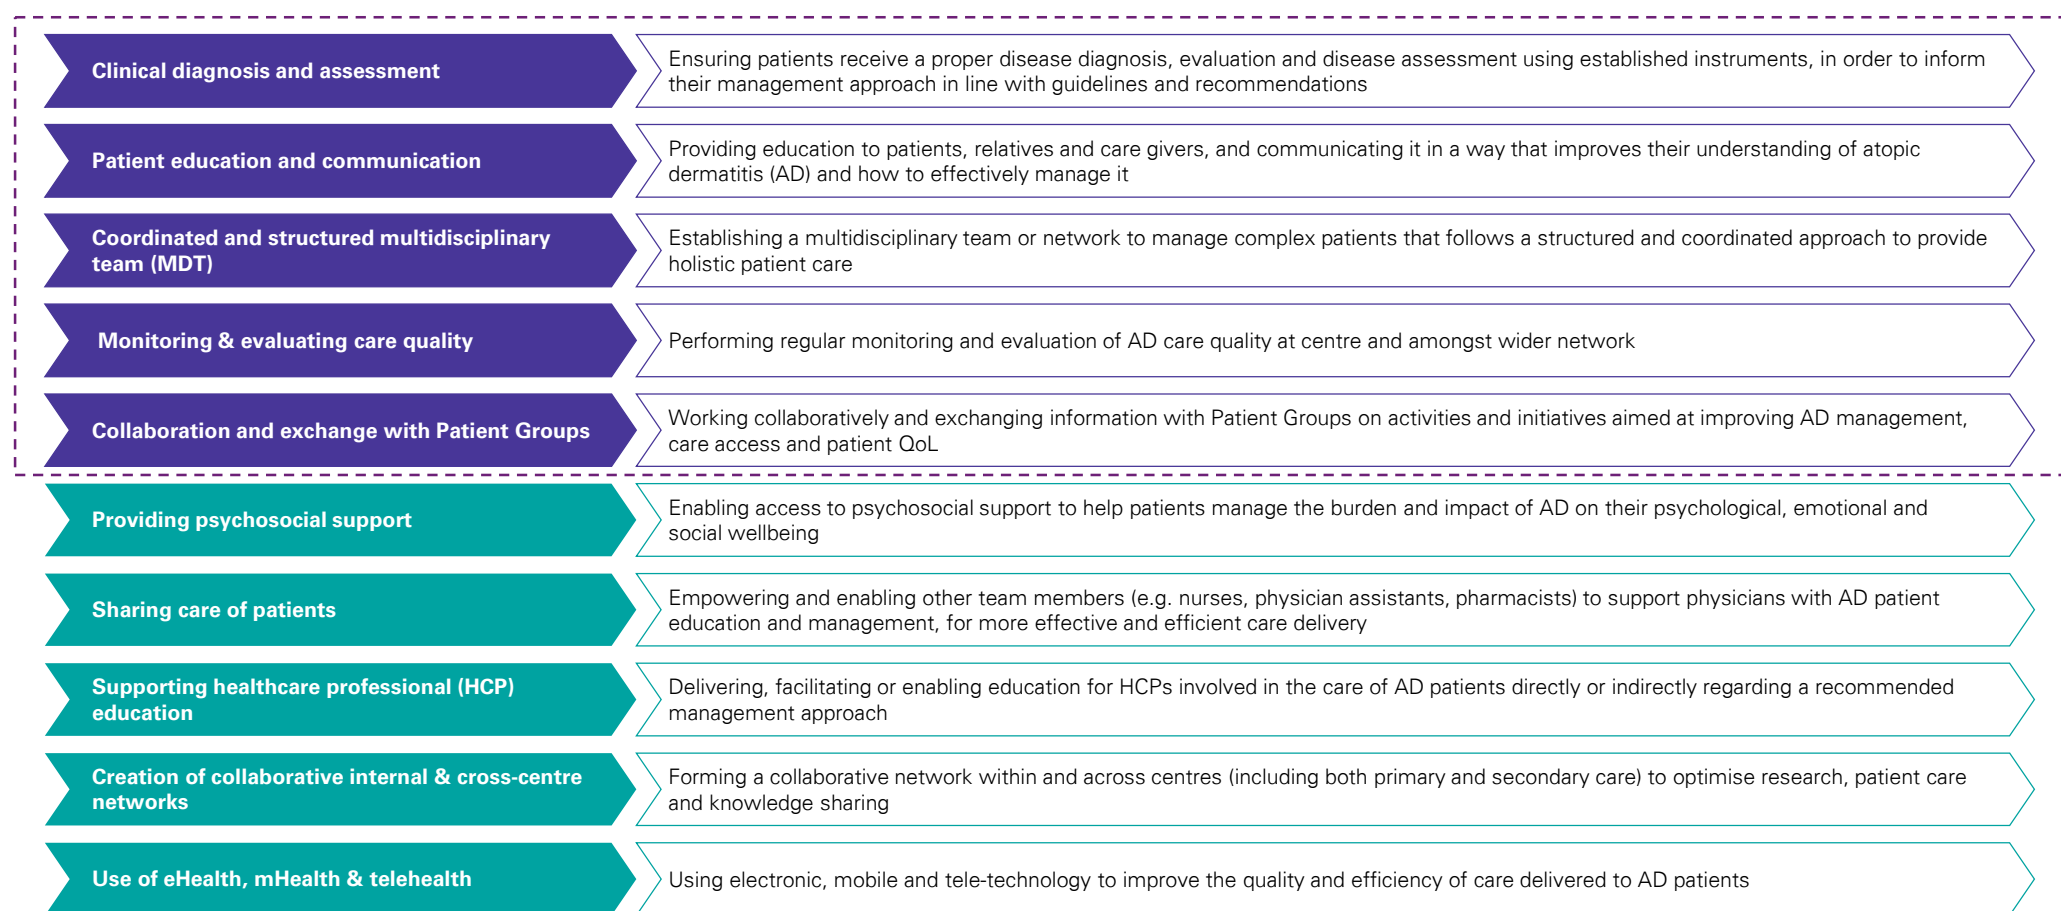 Clinical diagnosis and assessment
Ensuring patients receive a proper disease diagnosis, evaluation and disease assessment using established instruments, in order to inform
their management approach in line with guidelines and recommendations
Patient education and communication
Providing education to patients, relatives and care givers, and communicating it in a way that improves their understanding of atopic
dermatitis (AD) and how to effectively manage it
Coordinated and structured multidisciplinary
team (MDT)
Establishing a multidisciplinary team or network to manage complex patients that follows a structured and coordinated approach to provide
holistic patient care
Monitoring & evaluating care quality
Performing regular monitoring and evaluation of AD care quality at centre and amongst wider network
Collaboration and exchange with Patient Groups
Working collaboratively and exchanging information with Patient Groups on activities and initiatives aimed at improving AD management,
care access and patient QoL
Providing psychosocial support
Enabling access to psychosocial support to help patients manage the burden and impact of AD on their psychological, emotional and
social wellbeing
Sharing care of patients
Empowering and enabling other team members (e.g. nurses, physician assistants, pharmacists) to support physicians with AD patient
education and management, for more effective and efficient care delivery
Supporting healthcare professional (HCP)
education
Delivering, facilitating or enabling education for HCPs involved in the care of AD patients directly or indirectly regarding a recommended
management approach
Creation of collaborative internal & cross-centre
networks
Forming a collaborative network within and across centres (including both primary and secondary care) to optimise research, patient care
and knowledge sharing
Use of eHealth, mHealth & telehealth
Using electronic, mobile and tele-technology to improve the quality and efficiency of care delivered to AD patients